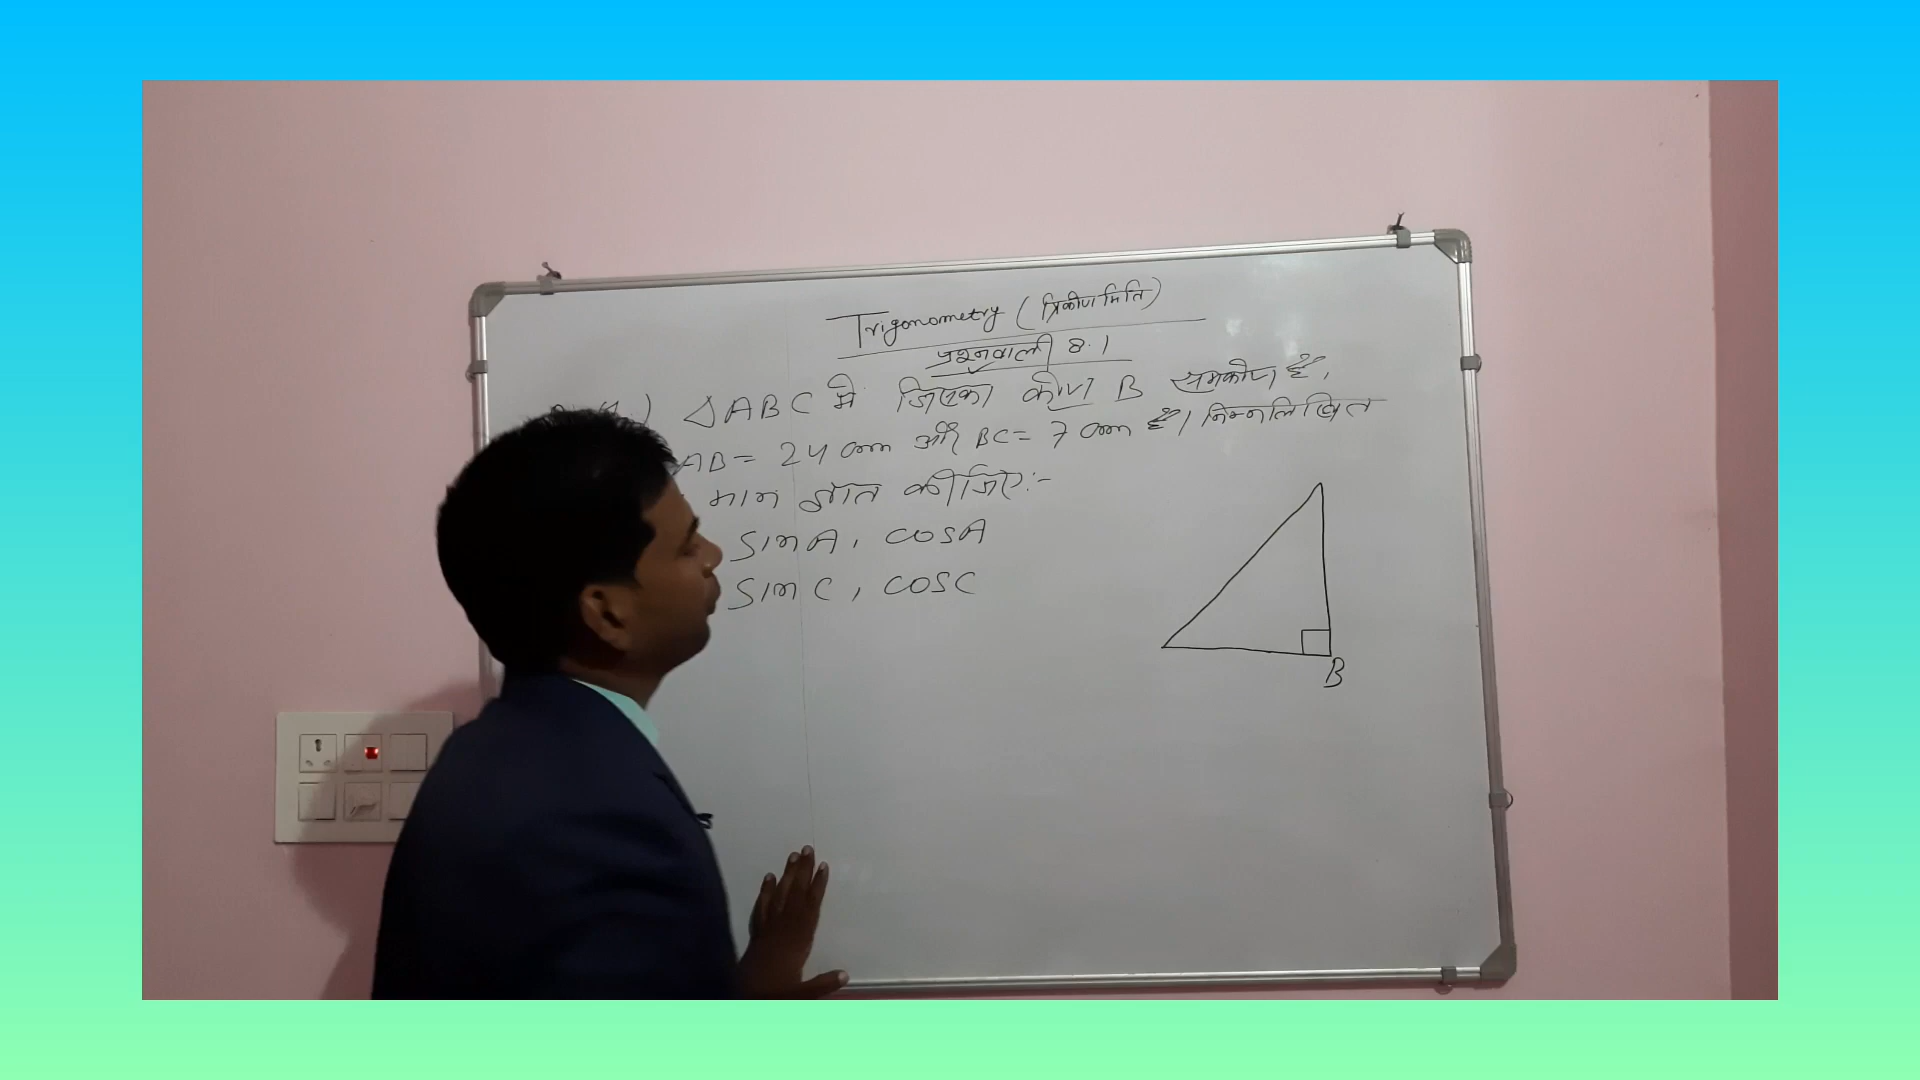 Trigonometry (त्रिकोणमिति)
प्रश्नवाली 8.1
) △ABC में जिसका कोण B समकोण है,
AB = 24 cm और BC = 7 cm है। निम्नलिखित
मान ज्ञात कीजिए:-
sin A, cos A
sin C, cos C
B